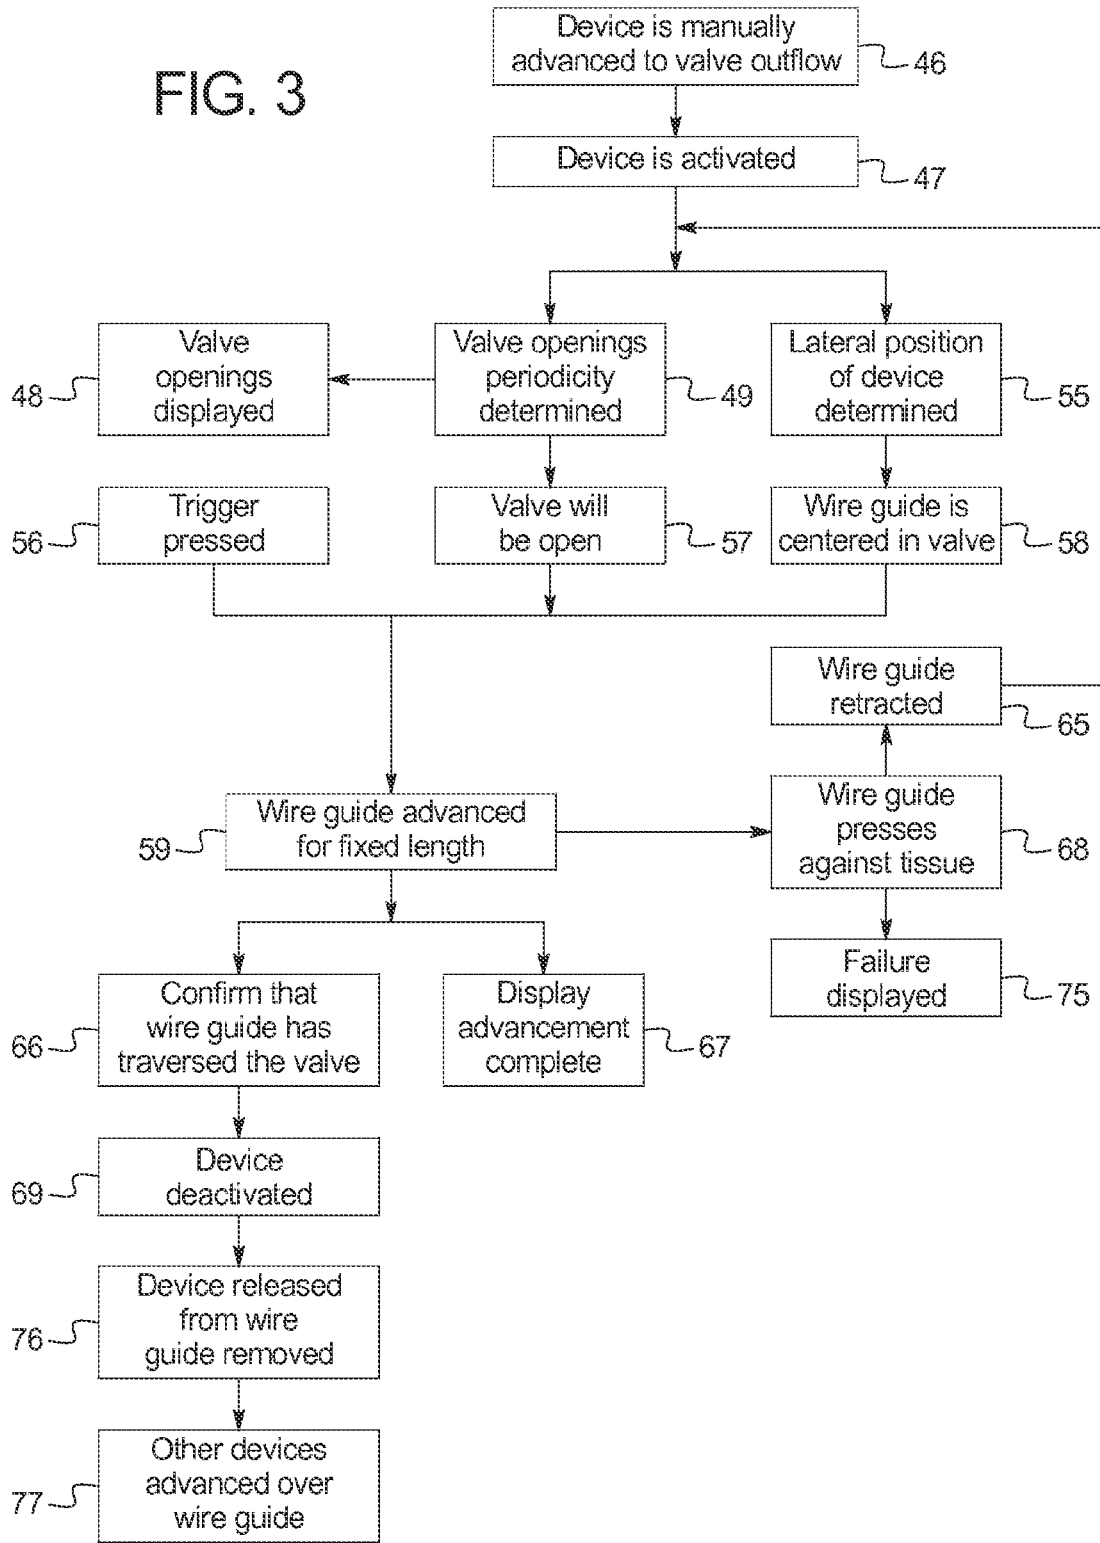 FIG. 3
Device is manually
advanced to valve outflow
46
Device is activated
47
Valve
openings
displayed
48
Valve openings
periodicity
determined
49
Lateral position
of device
determined
55
Trigger
pressed
56
Valve will
be open
57
Wire guide is
centered in valve
58
Wire guide
retracted
65
Wire guide advanced
for fixed length
59
Wire guide
presses
against tissue
68
Failure
displayed
75
Confirm that
wire guide has
traversed the valve
66
Display
advancement
complete
67
Device
deactivated
69
Device released
from wire
guide removed
76
Other devices
advanced over
wire guide
77